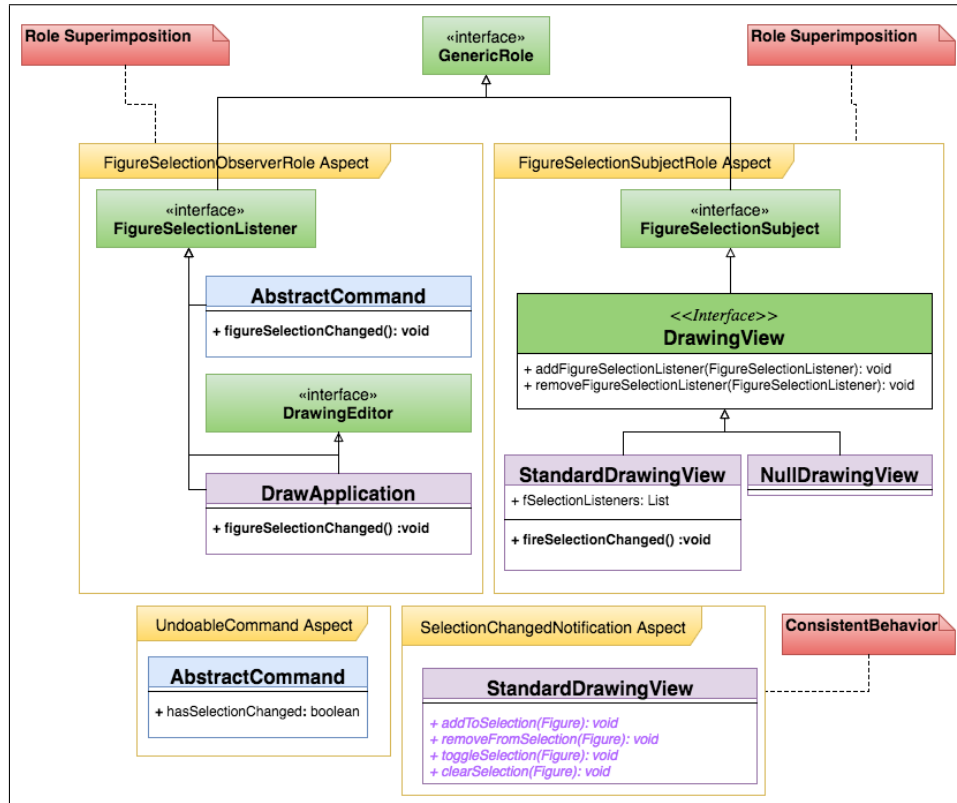 Role Superimposition
«interface»
GenericRole
Role Superimposition
FigureSelectionObserverRole Aspect
«interface»
FigureSelectionListener
AbstractCommand
+ figureSelectionChanged(): void
«interface»
DrawingEditor
DrawApplication
+ figureSelectionChanged() :void
FigureSelectionSubjectRole Aspect
«interface»
FigureSelectionSubject
<<Interface>>
DrawingView
+ addFigureSelectionListener(FigureSelectionListener): void
+ removeFigureSelectionListener(FigureSelectionListener): void
StandardDrawingView
+ fSelectionListeners: List
+ fireSelectionChanged() :void
NullDrawingView
UndoableCommand Aspect
AbstractCommand
+ hasSelectionChanged: boolean
SelectionChangedNotification Aspect
StandardDrawingView
+ addToSelection(Figure): void
+ removeFromSelection(Figure): void
+ toggleSelection(Figure): void
+ clearSelection(Figure): void
ConsistentBehavior